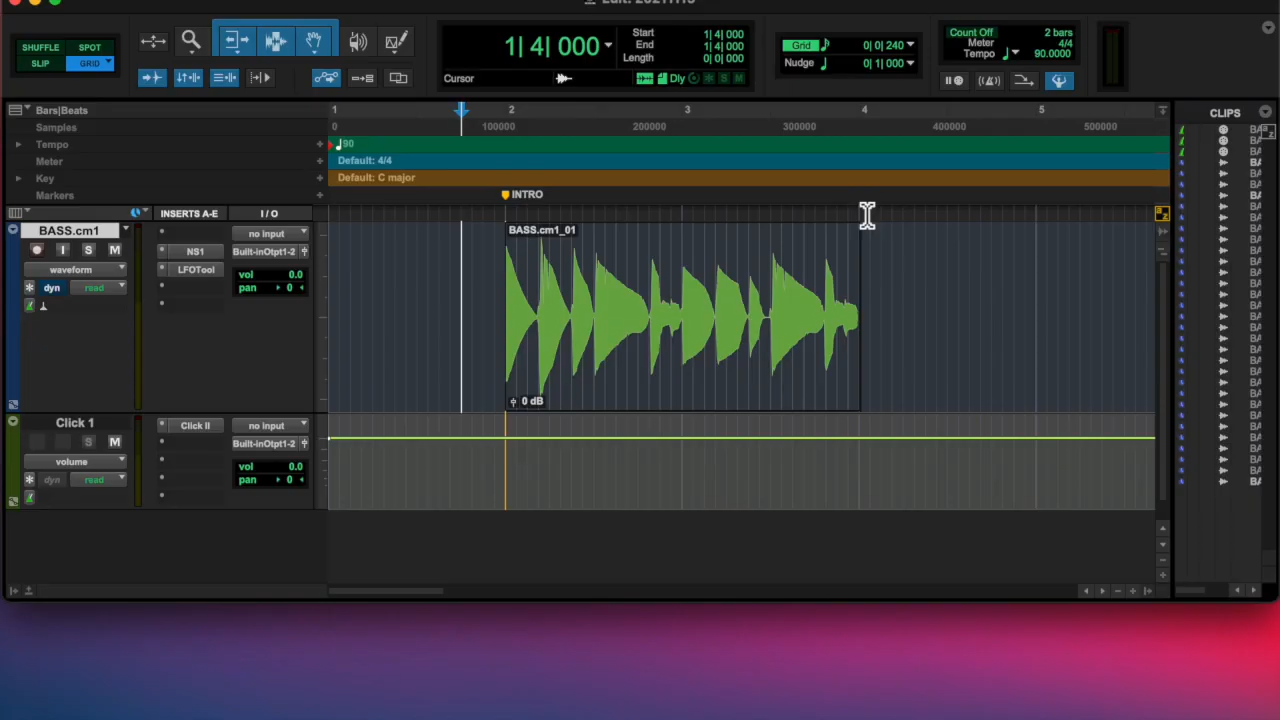 SHUFFLE SPOT
SLIP GRID
1| 4| 000
Cursor
Start 1| 4| 000
End 1| 4| 000
Length 0| 0| 000
Dly S M
Grid 0| 0| 240
Nudge 0| 1| 000
Count Off 2 bars
Meter 4/4
Tempo 90.0000
Bars|Beats 1 2 3 4 5
Samples 0 100000 200000 300000 400000 500000
Tempo 90
Meter Default: 4/4
Key Default: C major
Markers INTRO
CLIPS
INSERTS A-E I / O
BASS.cm1
no input
I S M
NS1
Built-inOtpt1-2
waveform
LFOTool
vol 0.0
dyn read
pan 0
BASS.cm1_01
0 dB
Click 1
Click II
no input
S M
Built-inOtpt1-2
volume
vol 0.0
dyn read
pan 0